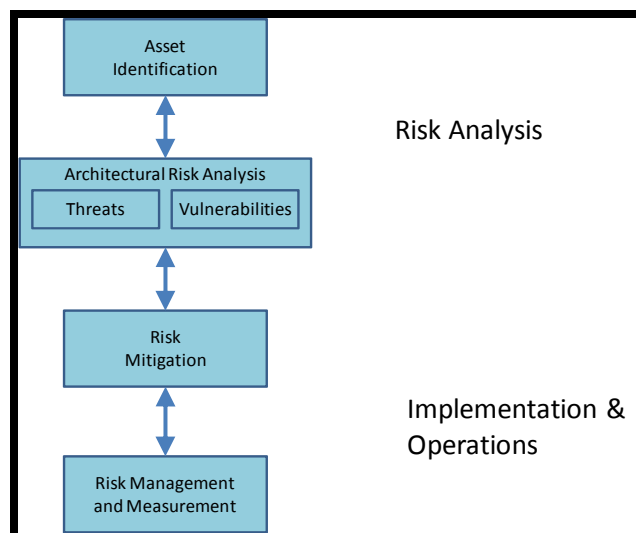 Asset
Identification
Risk Analysis
Architectural Risk Analysis
Threats
Vulnerabilities
Risk
Mitigation
Implementation &
Operations
Risk Management
and Measurement